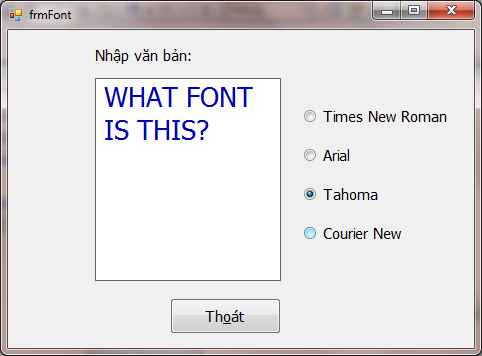 frmFont
Nhập văn bản:
WHAT FONT
IS THIS?
Times New Roman
Arial
Tahoma
Courier New
Thoát